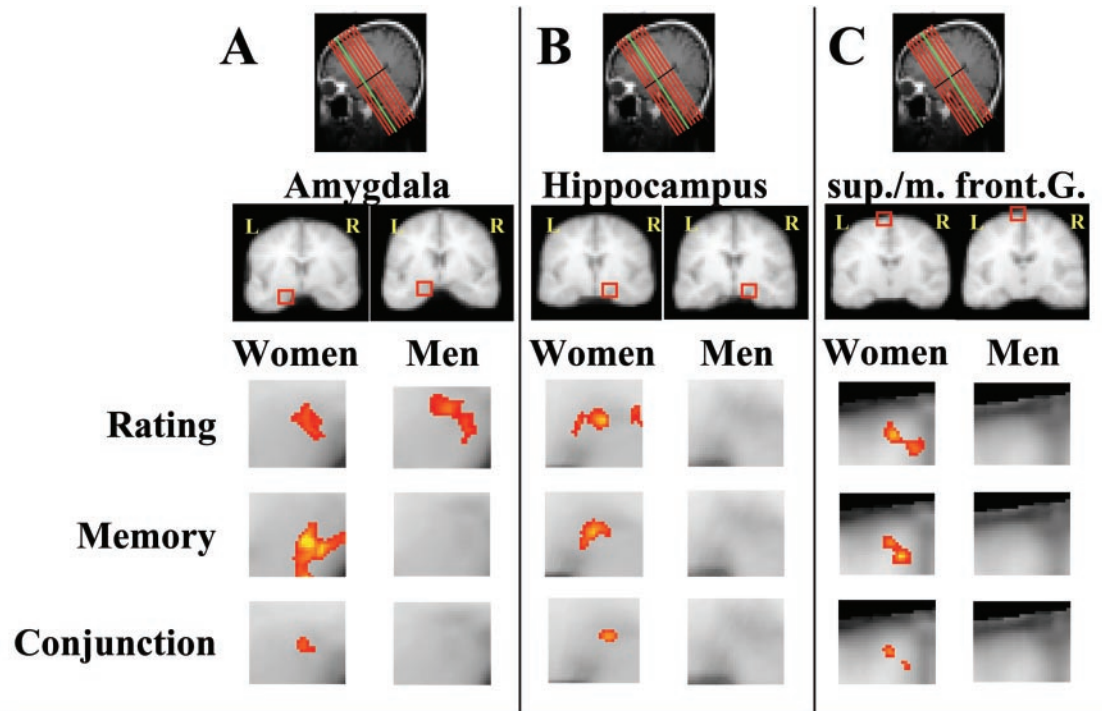 A B C
Amygdala Hippocampus sup./m. front.G.
L R L R L R L R L R L R
Women Men Women Men Women Men
Rating
Memory
Conjunction